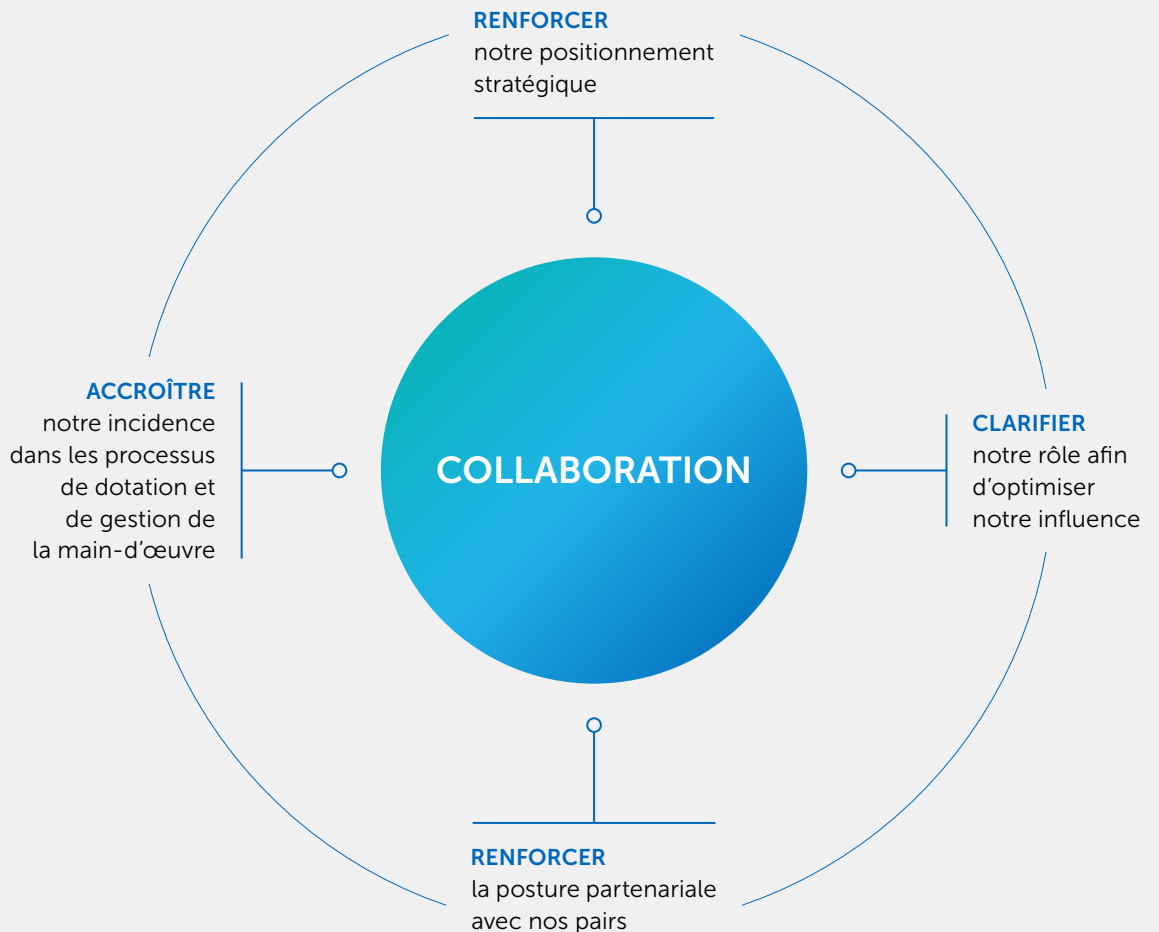 RENFORCER
notre positionnement
stratégique
ACCROÎTRE
notre incidence
dans les processus
de dotation et
de gestion de
la main-d'œuvre
COLLABORATION
CLARIFIER
notre rôle afin
d'optimiser
notre influence
RENFORCER
la posture partenariale
avec nos pairs